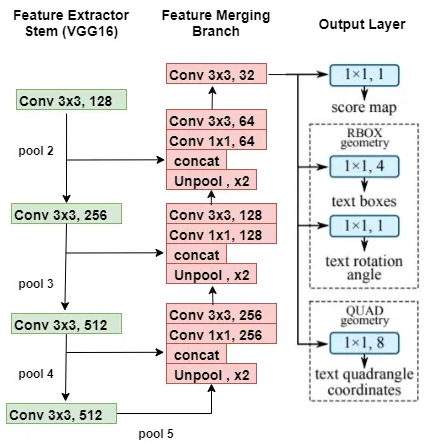 Feature Extractor
Stem (VGG16)
Conv 3x3, 128
pool 2
Conv 3x3, 256
pool 3
Conv 3x3, 512
pool 4
Conv 3x3, 512
pool 5
Feature Merging
Branch
Conv 3x3, 32
Conv 3x3, 64
Conv 1x1, 64
concat
Unpool , x2
Conv 3x3, 128
Conv 1x1, 128
concat
Unpool , x2
Conv 3x3, 256
Conv 1x1, 256
concat
Unpool , x2
Output Layer
1×1, 1
score map
RBOX
geometry
1×1, 4
text boxes
1×1, 1
text rotation
angle
QUAD
geometry
1×1, 8
text quadrangle
coordinates